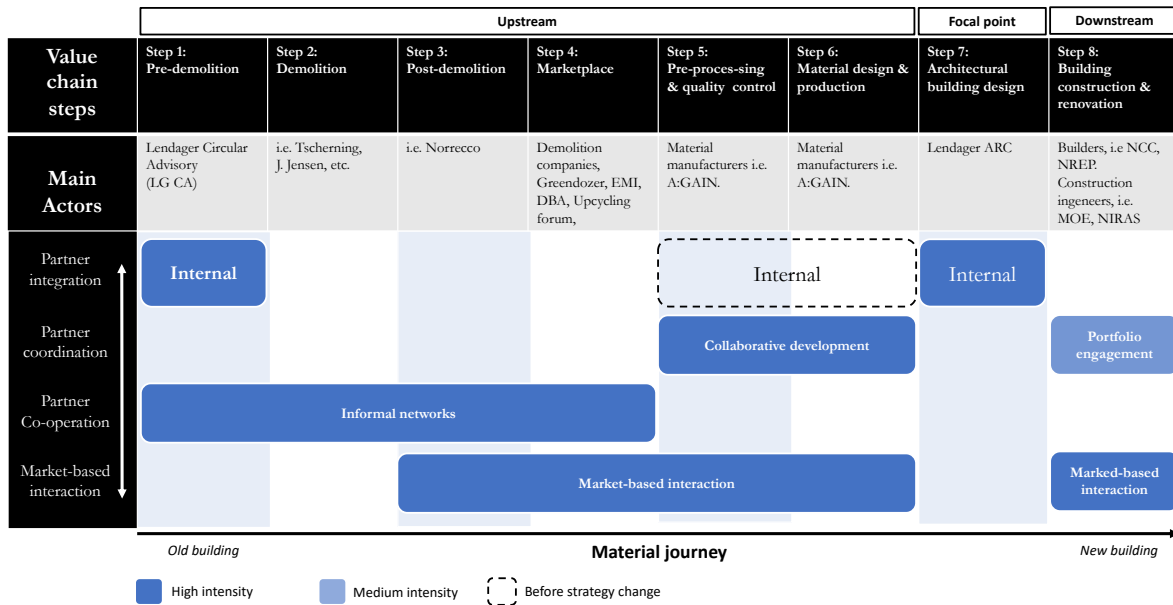 Upstream
Focal point
Downstream
Value
chain
steps
Step 1:
Pre-demolition
Step 2:
Demolition
Step 3:
Post-demolition
Step 4:
Marketplace
Step 5:
Pre-proces-sing
& quality control
Step 6:
Material design &
production
Step 7:
Architectural
building design
Step 8:
Building
construction &
renovation
Main
Actors
Lendager Circular
Advisory
(LG CA)
i.e. Tscherning,
J. Jensen, etc.
i.e. Norrecco
Demolition
companies,
Greendozer, EMI,
DBA, Upcycling
forum,
Material
manufacturers i.e.
A:GAIN.
Material
manufacturers i.e.
A:GAIN.
Lendager ARC
Builders, i.e NCC,
NREP.
Construction
ingeneers, i.e.
MOE, NIRAS
Partner
integration
Internal
Internal
Internal
Partner
coordination
Collaborative development
Portfolio
engagement
Partner
Co-operation
Informal networks
Market-based
interaction
Market-based interaction
Marked-based
interaction
Old building
Material journey
New building
High intensity
Medium intensity
Before strategy change